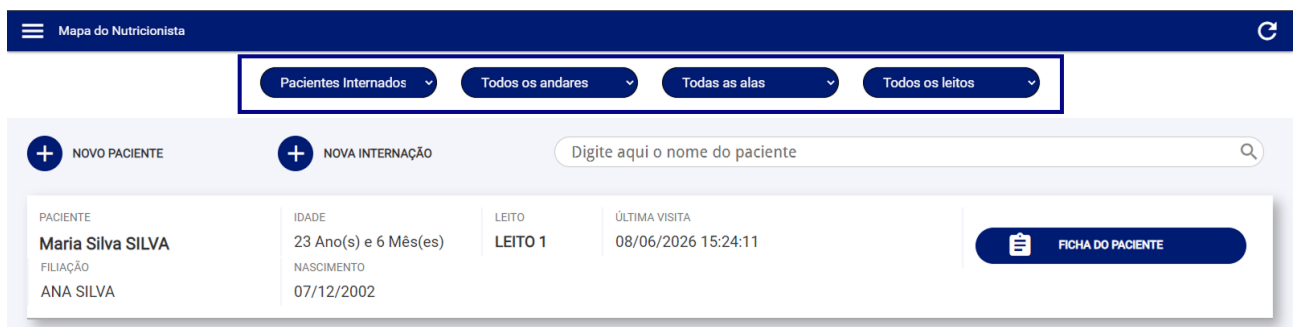 Mapa do Nutricionista
Pacientes Internados Todos os andares Todas as alas Todos os leitos
NOVO PACIENTE NOVA INTERNAÇÃO Digite aqui o nome do paciente
PACIENTE IDADE LEITO ÚLTIMA VISITA
Maria Silva SILVA 23 Ano(s) e 6 Mês(es) LEITO 1 08/06/2026 15:24:11 FICHA DO PACIENTE
FILIAÇÃO NASCIMENTO
ANA SILVA 07/12/2002